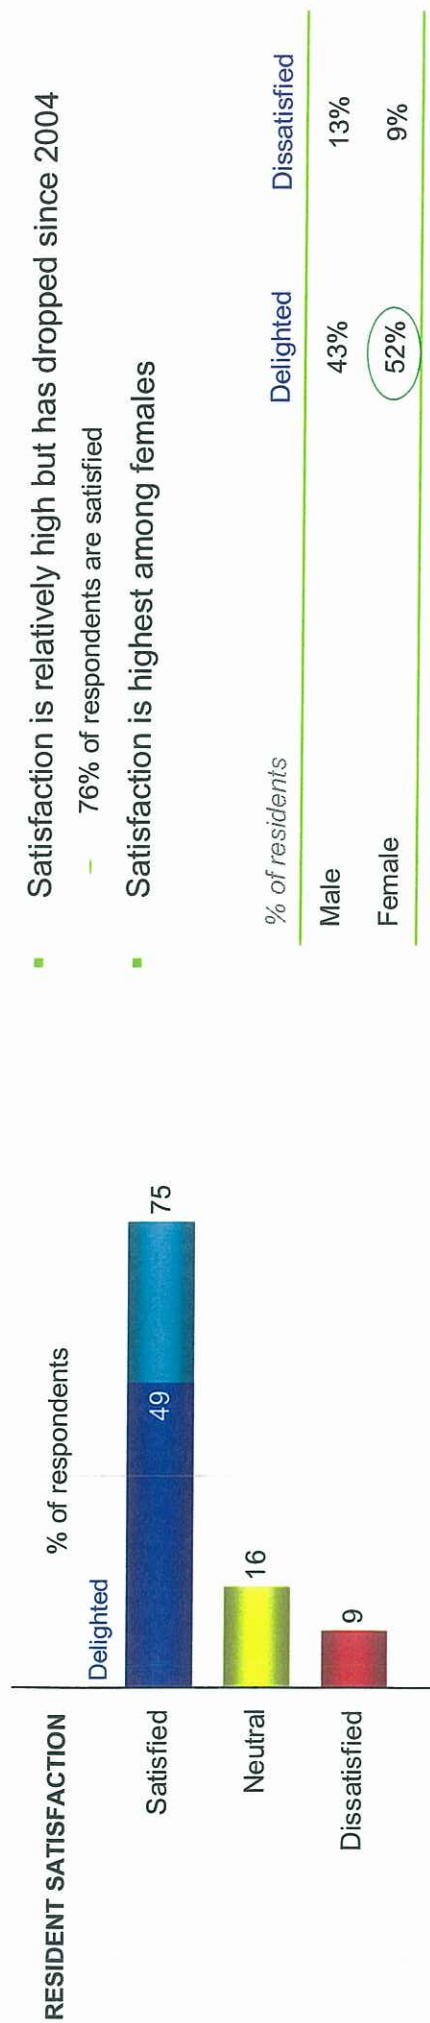 RESIDENT SATISFACTION
% of respondents
Delighted
Satisfied 49 75
Neutral 16
Dissatisfied 9
▪ Satisfaction is relatively high but has dropped since 2004
– 76% of respondents are satisfied
▪ Satisfaction is highest among females
% of residents Delighted Dissatisfied
Male 43% 13%
Female 52% 9%